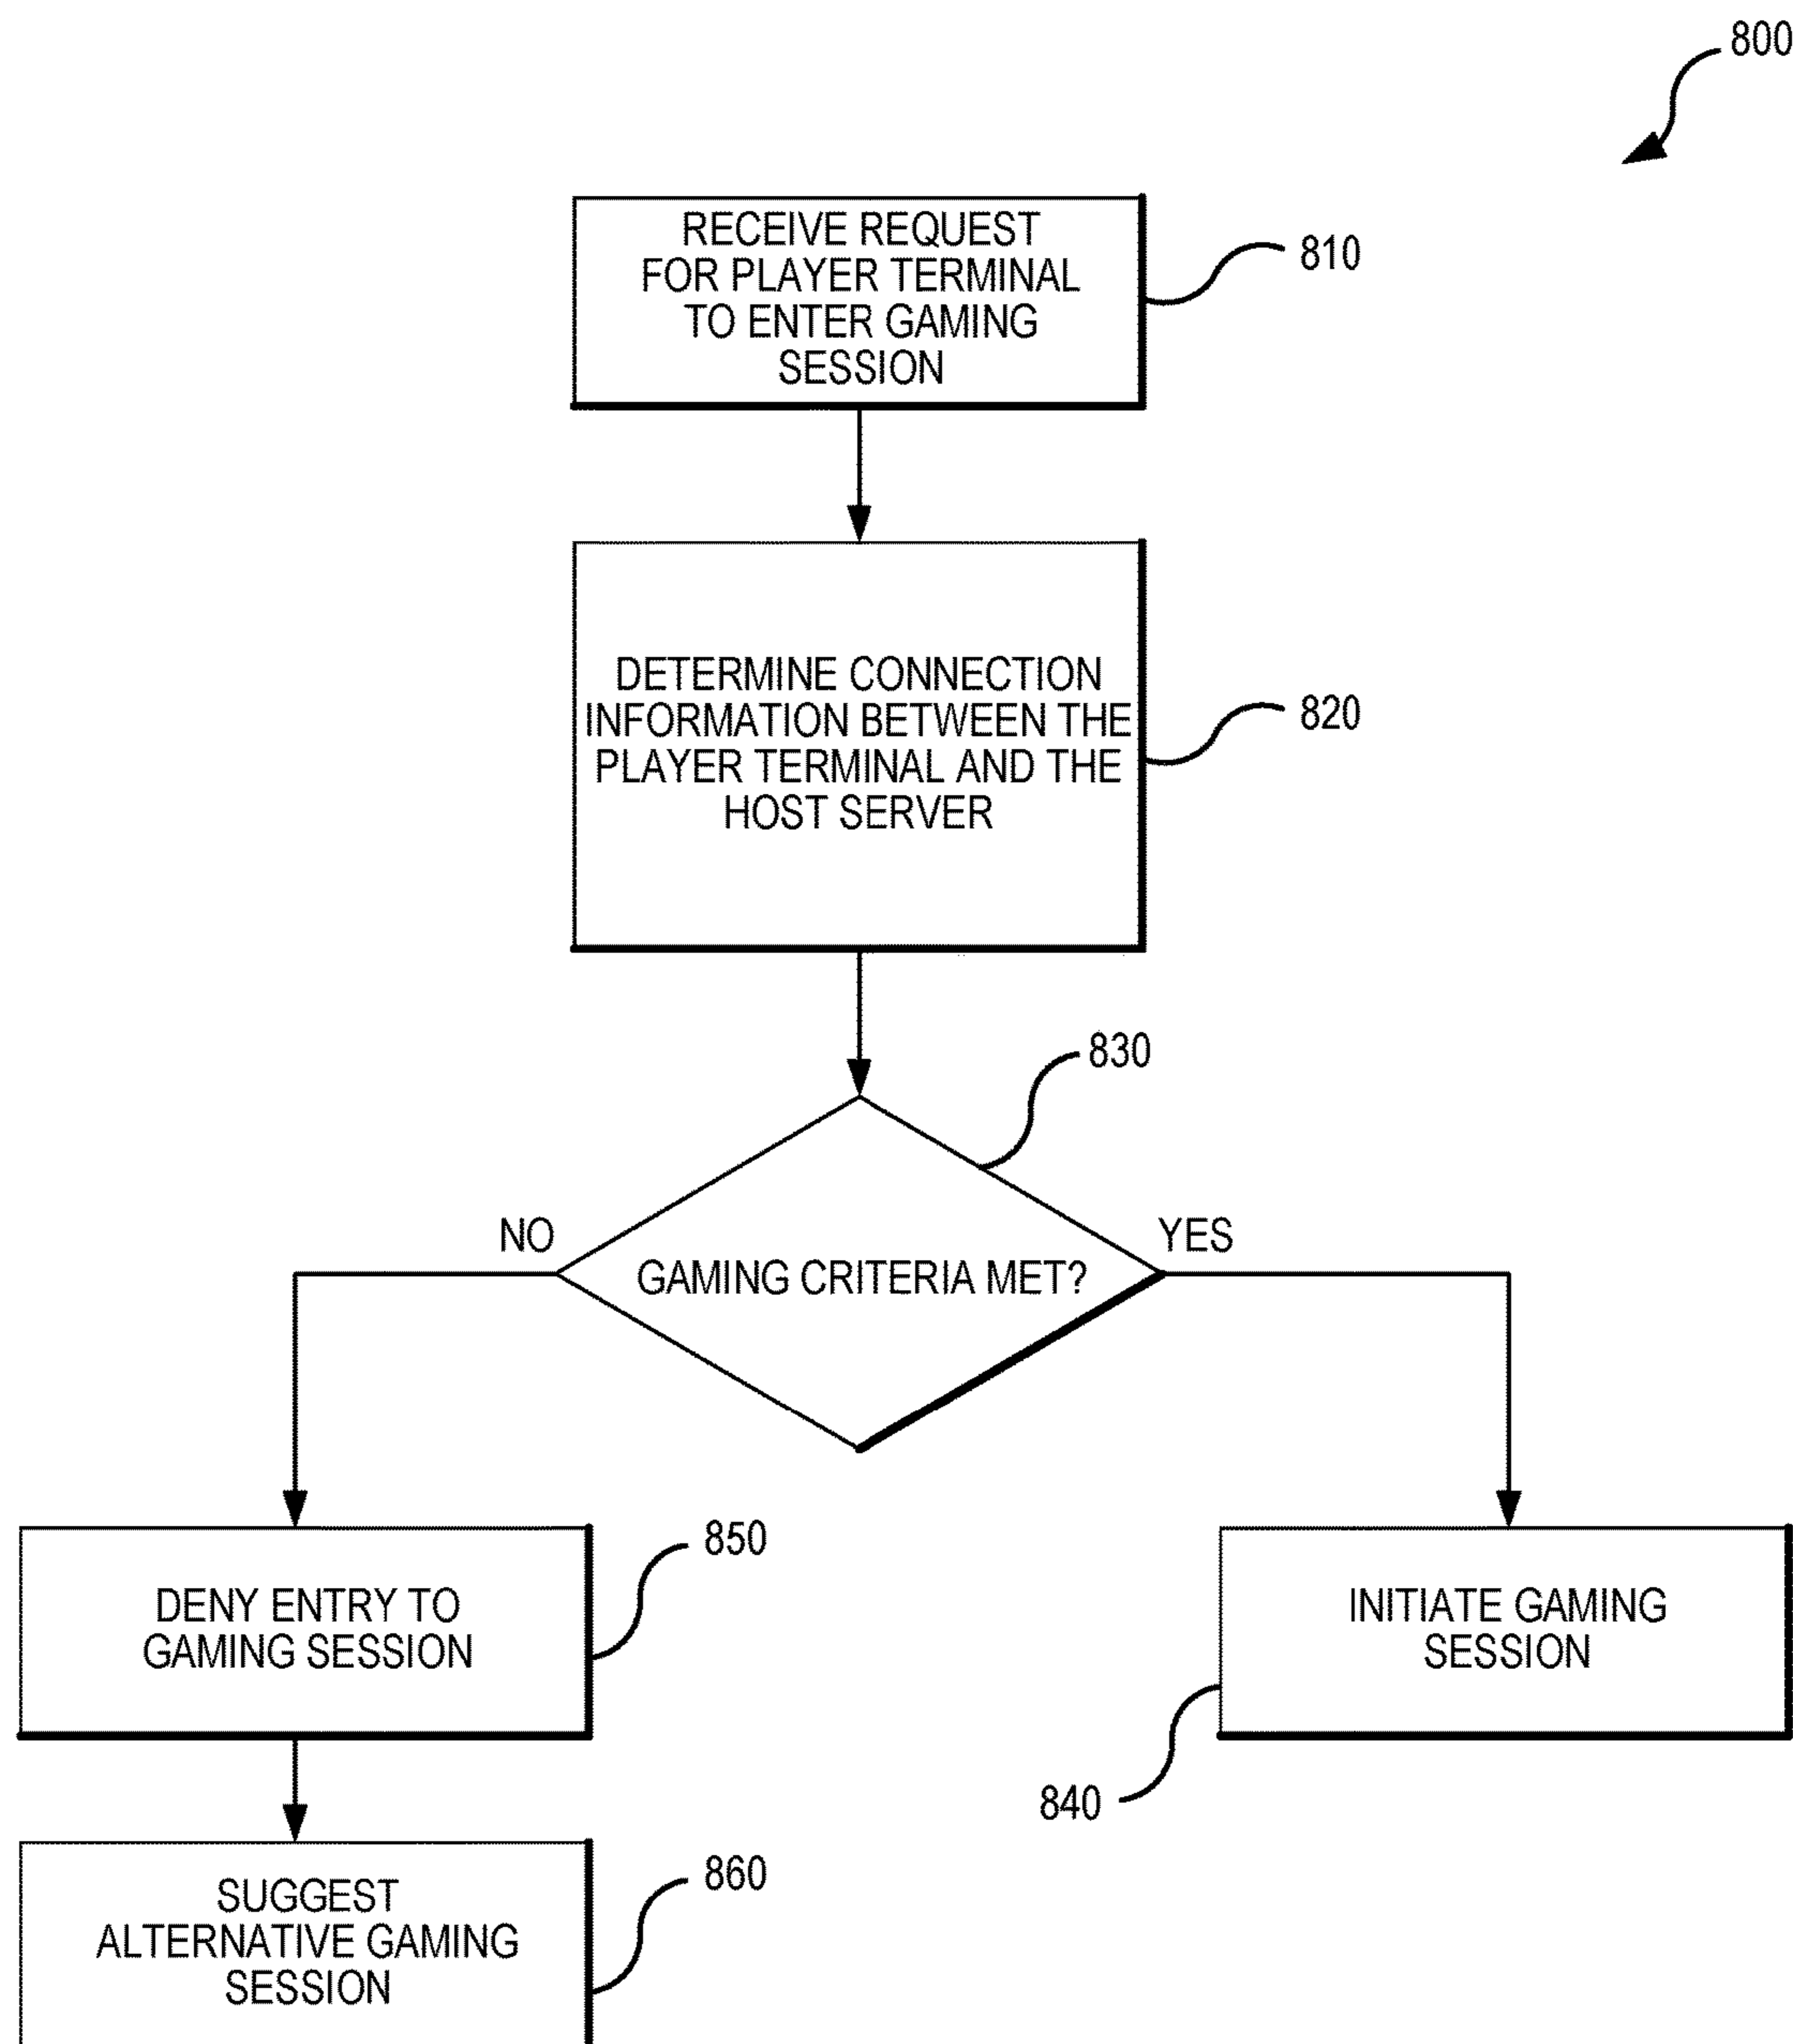 800
RECEIVE REQUEST
FOR PLAYER TERMINAL
TO ENTER GAMING
SESSION
810
DETERMINE CONNECTION
INFORMATION BETWEEN THE
PLAYER TERMINAL AND THE
HOST SERVER
820
830
NO
GAMING CRITERIA MET?
YES
DENY ENTRY TO
GAMING SESSION
850
INITIATE GAMING
SESSION
840
SUGGEST
ALTERNATIVE GAMING
SESSION
860